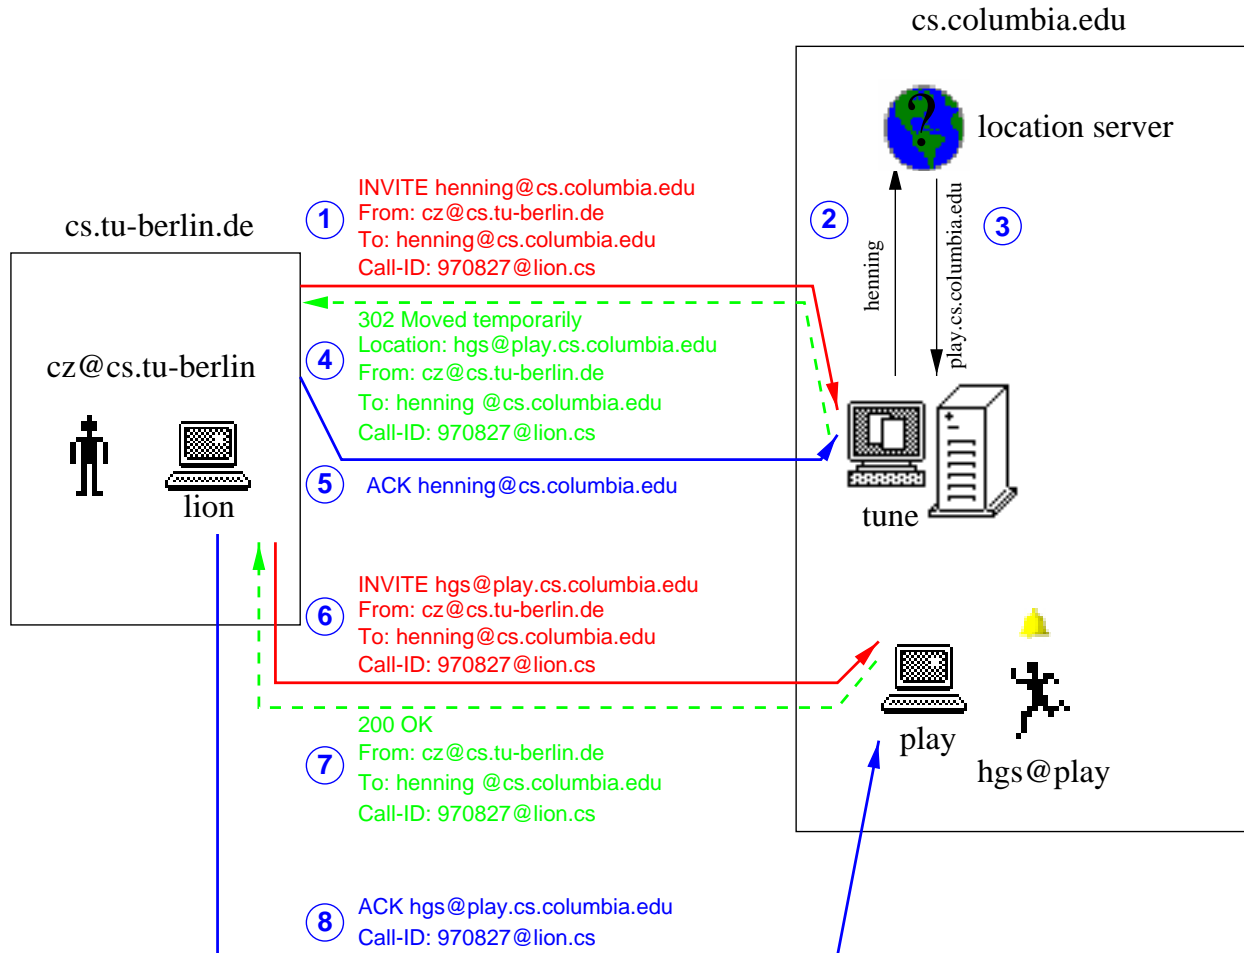 cs.columbia.edu
?
location server
henning
play.cs.columbia.edu
2
3
cs.tu-berlin.de
cz@cs.tu-berlin
lion
1
INVITE henning@cs.columbia.edu
From: cz@cs.tu-berlin.de
To: henning@cs.columbia.edu
Call-ID: 970827@lion.cs
4
302 Moved temporarily
Location: hgs@play.cs.columbia.edu
From: cz@cs.tu-berlin.de
To: henning @cs.columbia.edu
Call-ID: 970827@lion.cs
5
ACK henning@cs.columbia.edu
tune
6
INVITE hgs@play.cs.columbia.edu
From: cz@cs.tu-berlin.de
To: henning@cs.columbia.edu
Call-ID: 970827@lion.cs
play
hgs@play
7
200 OK
From: cz@cs.tu-berlin.de
To: henning @cs.columbia.edu
Call-ID: 970827@lion.cs
8
ACK hgs@play.cs.columbia.edu
Call-ID: 970827@lion.cs